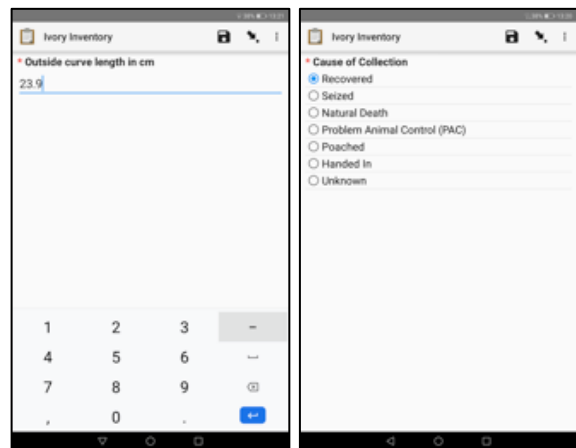 Ivory Inventory
* Outside curve length in cm
23.9
1 2 3 –
4 5 6
7 8 9
, 0 .
Ivory Inventory
* Cause of Collection
Recovered
Seized
Natural Death
Problem Animal Control (PAC)
Poached
Handed In
Unknown